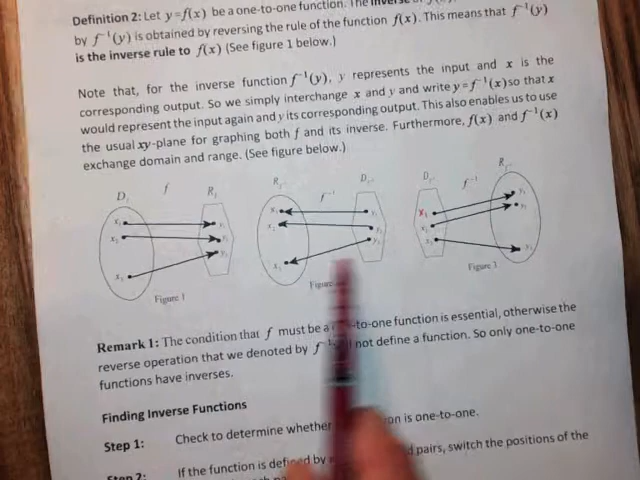 Definition 2: Let y=f(x) be a one-to-one function. The inverse of
by f⁻¹(y) is obtained by reversing the rule of the function f(x). This means that f⁻¹(y)
is the inverse rule to f(x) (See figure 1 below.)
Note that, for the inverse function f⁻¹(y), y represents the input and x is the
corresponding output. So we simply interchange x and y and write y=f⁻¹(x) so that x
would represent the input again and y its corresponding output. This also enables us to use
the usual xy-plane for graphing both f and its inverse. Furthermore, f(x) and f⁻¹(x)
exchange domain and range. (See figure below.)
D f R R f⁻¹ D D f⁻¹ R
x₁ y₁ x₁ y₁ x₁ y₁
x₂ y₂ x₂ y₂ x₂ y₂
x₃ y₃ x₃ y₃ x₃ y₃
Figure 1 Figure Figure 3
Remark 1: The condition that f must be a -to-one function is essential, otherwise the
reverse operation that we denoted by f⁻¹ not define a function. So only one-to-one
functions have inverses.
Finding Inverse Functions
Step 1: Check to determine whether is one-to-one.
Step 2: If the function is defined by pairs, switch the positions of the